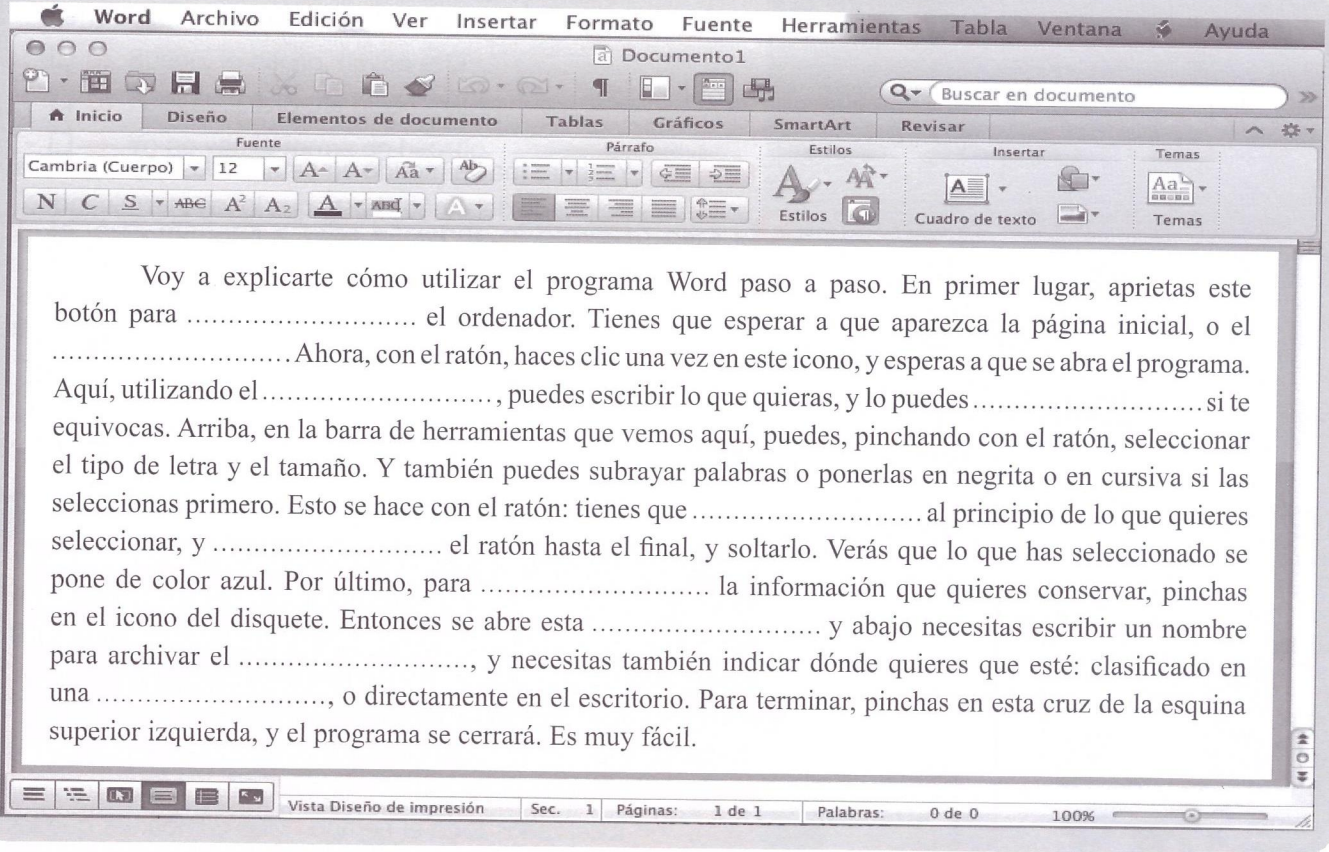 Word Archivo Edición Ver Insertar Formato Fuente Herramientas Tabla Ventana Ayuda
Documento1
Buscar en documento
Inicio Diseño Elementos de documento Tablas Gráficos SmartArt Revisar
Fuente Párrafo Estilos Insertar Temas
Cambria (Cuerpo) 12 A A Aa Ab Aa
N C S ABC A² A₂ A ABC A Estilos Cuadro de texto Temas
Voy a explicarte cómo utilizar el programa Word paso a paso. En primer lugar, aprietas este
botón para ............................ el ordenador. Tienes que esperar a que aparezca la página inicial, o el
............................. Ahora, con el ratón, haces clic una vez en este icono, y esperas a que se abra el programa.
Aquí, utilizando el ............................, puedes escribir lo que quieras, y lo puedes ............................ si te
equivocas. Arriba, en la barra de herramientas que vemos aquí, puedes, pinchando con el ratón, seleccionar
el tipo de letra y el tamaño. Y también puedes subrayar palabras o ponerlas en negrita o en cursiva si las
seleccionas primero. Esto se hace con el ratón: tienes que ............................ al principio de lo que quieres
seleccionar, y ............................ el ratón hasta el final, y soltarlo. Verás que lo que has seleccionado se
pone de color azul. Por último, para ............................ la información que quieres conservar, pinchas
en el icono del disquete. Entonces se abre esta ............................ y abajo necesitas escribir un nombre
para archivar el ............................, y necesitas también indicar dónde quieres que esté: clasificado en
una ............................, o directamente en el escritorio. Para terminar, pinchas en esta cruz de la esquina
superior izquierda, y el programa se cerrará. Es muy fácil.
Vista Diseño de impresión Sec. 1 Páginas: 1 de 1 Palabras: 0 de 0 100%